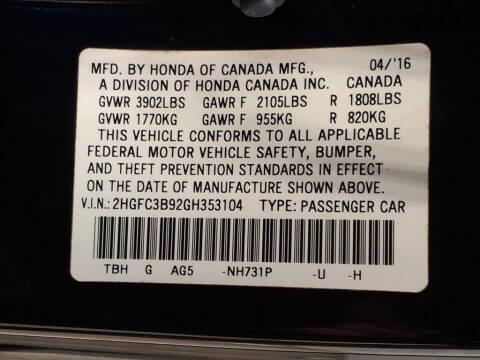 MFD. BY HONDA OF CANADA MFG., 04/'16
A DIVISION OF HONDA CANADA INC. CANADA
GVWR 3902LBS GAWR F 2105LBS R 1808LBS
GVWR 1770KG GAWR F 955KG R 820KG
THIS VEHICLE CONFORMS TO ALL APPLICABLE
FEDERAL MOTOR VEHICLE SAFETY, BUMPER,
AND THEFT PREVENTION STANDARDS IN EFFECT
ON THE DATE OF MANUFACTURE SHOWN ABOVE.
V.I.N.: 2HGFC3B92GH353104 TYPE: PASSENGER CAR
TBH G AG5 -NH731P -U -H